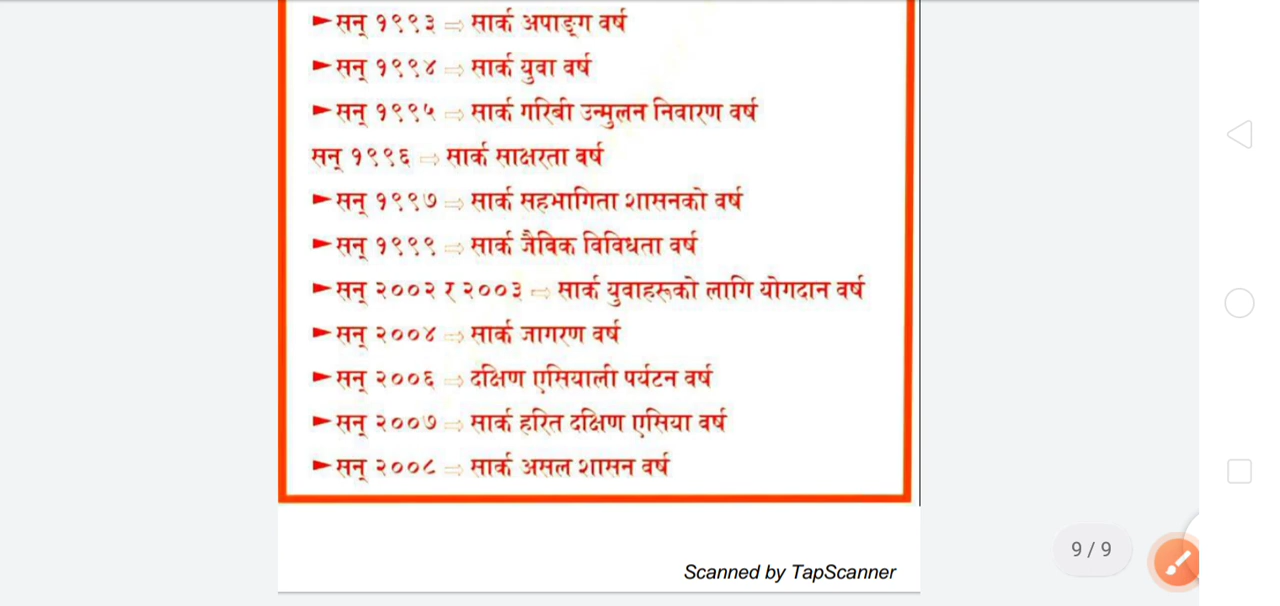 ►सन् १९९३ ⇨ सार्क अपाङ्ग वर्ष
►सन् १९९४ ⇨ सार्क युवा वर्ष
►सन् १९९५ ⇨ सार्क गरिबी उन्मुलन निवारण वर्ष
सन् १९९६ ⇨ सार्क साक्षरता वर्ष
►सन् १९९७ ⇨ सार्क सहभागिता शासनको वर्ष
►सन् १९९९ ⇨ सार्क जैविक विविधता वर्ष
►सन् २००२ र २००३ ⇨ सार्क युवाहरूको लागि योगदान वर्ष
►सन् २००४ ⇨ सार्क जागरण वर्ष
►सन् २००६ ⇨ दक्षिण एसियाली पर्यटन वर्ष
►सन् २००७ ⇨ सार्क हरित दक्षिण एसिया वर्ष
►सन् २००८ ⇨ सार्क असल शासन वर्ष
9 / 9
Scanned by TapScanner